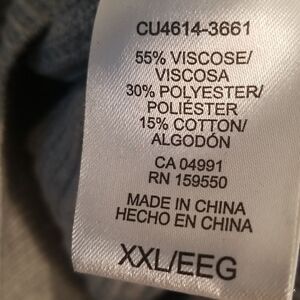 CU4614-3661
55% VISCOSE/
VISCOSA
30% POLYESTER/
POLIÉSTER
15% COTTON/
ALGODÓN
CA 04991
RN 159550
MADE IN CHINA
HECHO EN CHINA
XXL/EEG